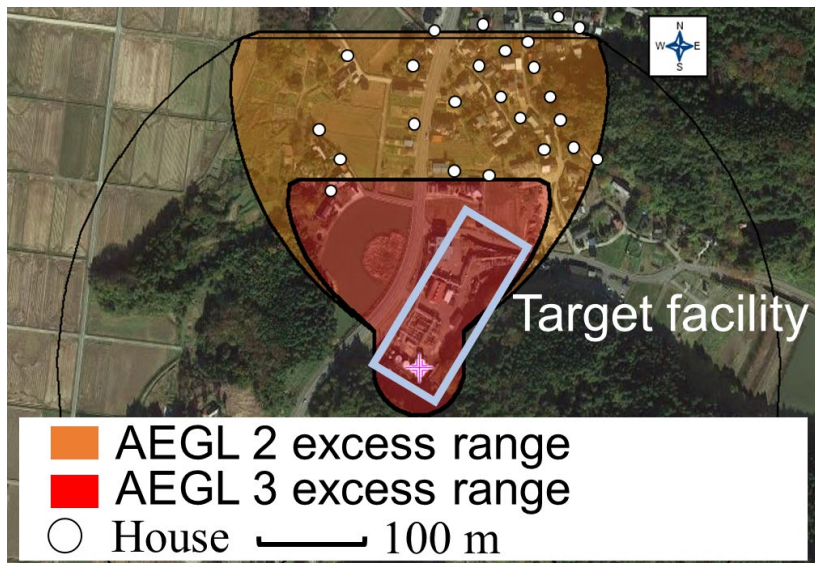 N
W E
S
Target facility
AEGL 2 excess range
AEGL 3 excess range
House 100 m